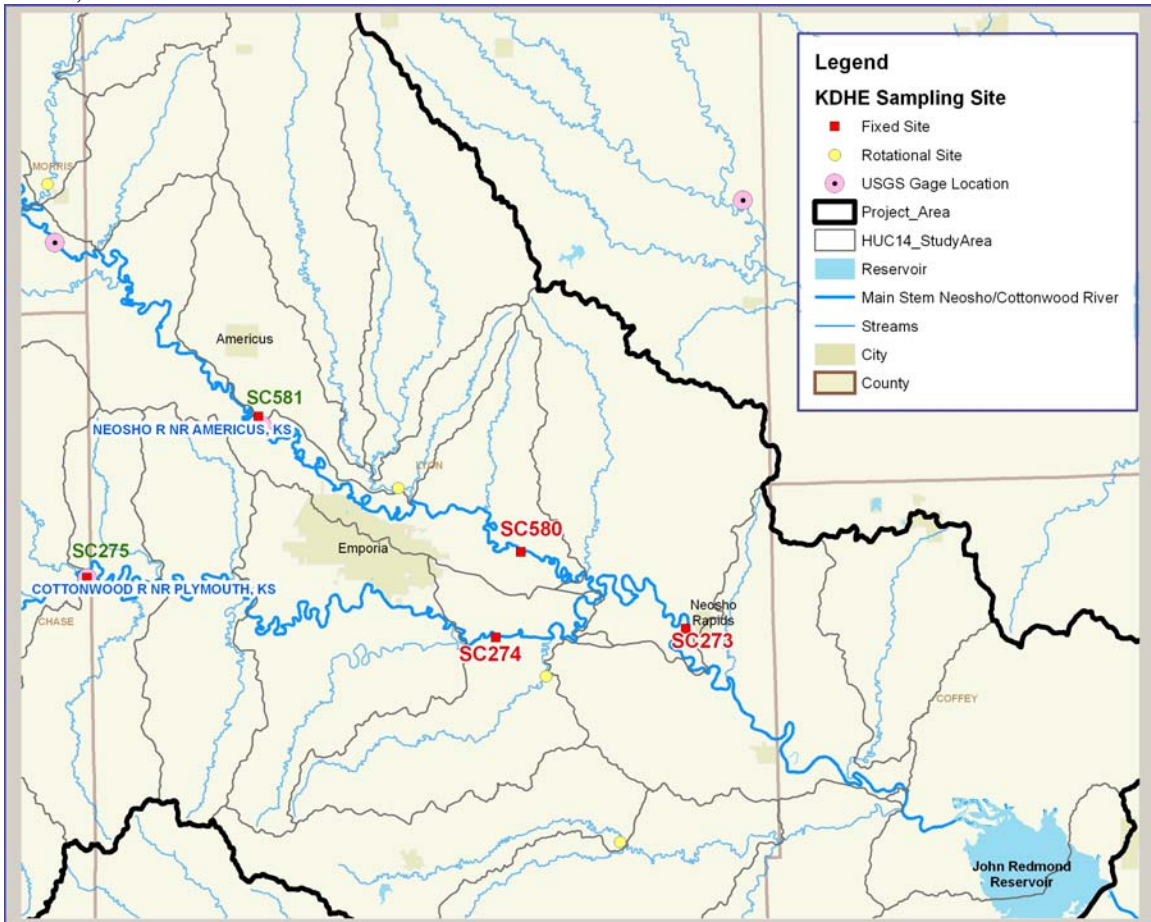 MORRIS
Americus
SC581
NEOSHO R NR AMERICUS, KS
LYON
SC580
Emporia
SC275
COTTONWOOD R NR PLYMOUTH, KS
CHASE
SC274
Neosho
Rapids
SC273
COFFEY
John Redmond
Reservoir
Legend
KDHE Sampling Site
Fixed Site
Rotational Site
USGS Gage Location
Project_Area
HUC14_StudyArea
Reservoir
Main Stem Neosho/Cottonwood River
Streams
City
County